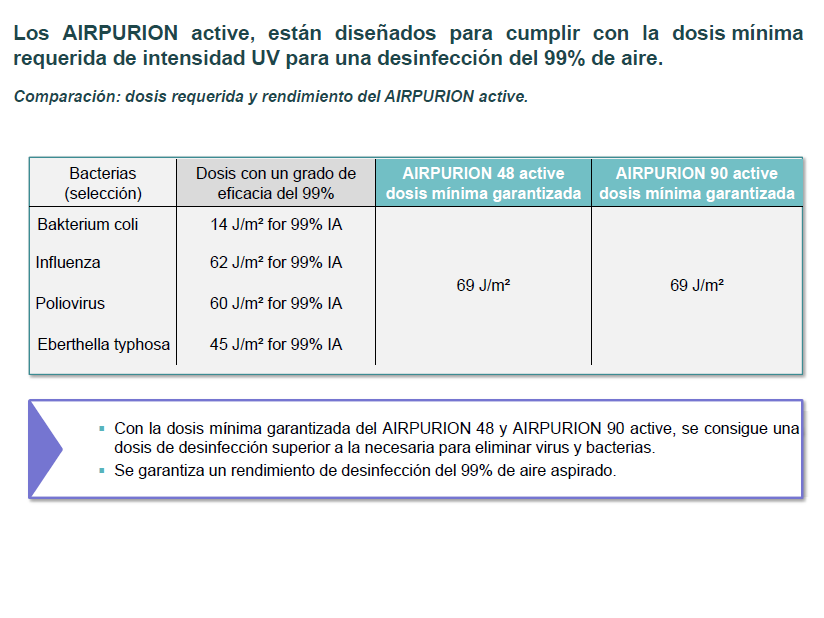 Los AIRPURION active, están diseñados para cumplir con la dosis mínima
requerida de intensidad UV para una desinfección del 99% de aire.
Comparación: dosis requerida y rendimiento del AIRPURION active.
Bacterias
(selección)
Dosis con un grado de
eficacia del 99%
AIRPURION 48 active
dosis mínima garantizada
AIRPURION 90 active
dosis mínima garantizada
Bakterium coli
14 J/m² for 99% IA
Influenza
62 J/m² for 99% IA
69 J/m²
69 J/m²
Poliovirus
60 J/m² for 99% IA
Eberthella typhosa
45 J/m² for 99% IA
Con la dosis mínima garantizada del AIRPURION 48 y AIRPURION 90 active, se consigue una
dosis de desinfección superior a la necesaria para eliminar virus y bacterias.
Se garantiza un rendimiento de desinfección del 99% de aire aspirado.